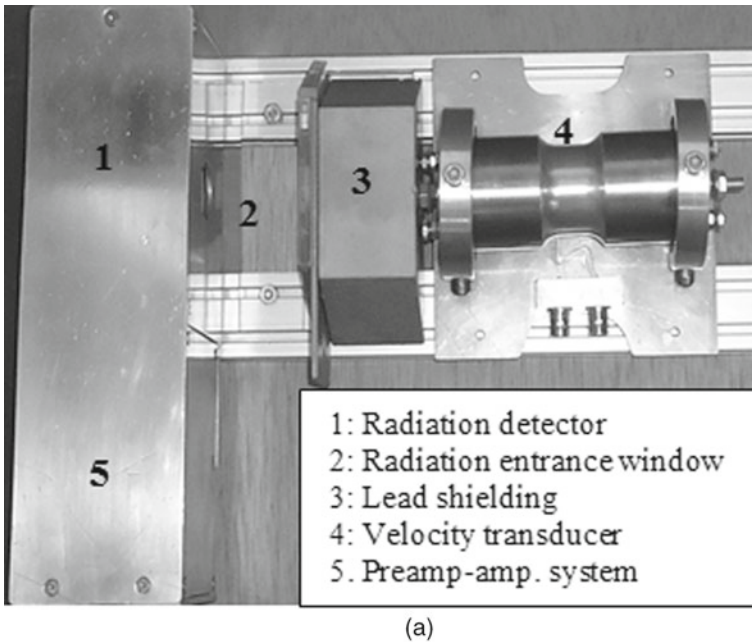 1
4
3
2
5
1: Radiation detector
2: Radiation entrance window
3: Lead shielding
4: Velocity transducer
5. Preamp-amp. system
(a)